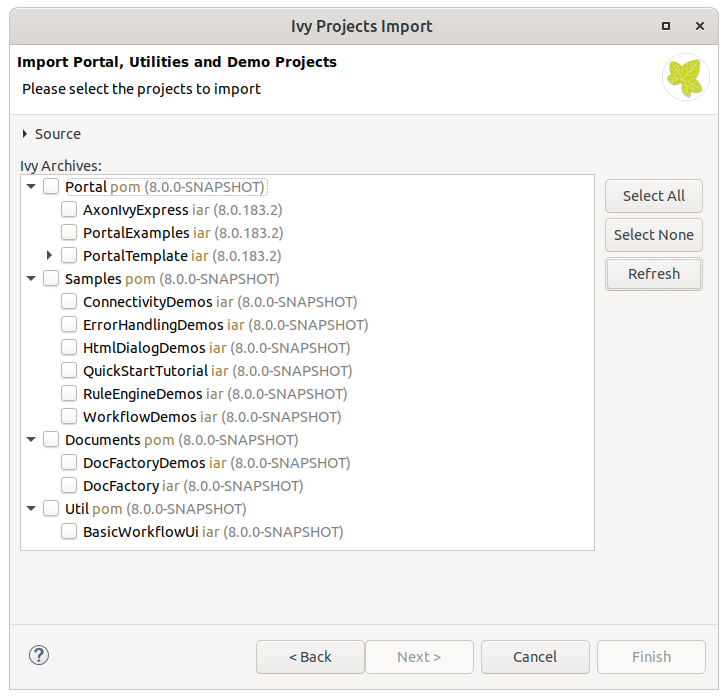 Ivy Projects Import
Import Portal, Utilities and Demo Projects
Please select the projects to import
Source
Ivy Archives:
Portal pom (8.0.0-SNAPSHOT)
AxonIvyExpress iar (8.0.183.2)
PortalExamples iar (8.0.183.2)
PortalTemplate iar (8.0.183.2)
Samples pom (8.0.0-SNAPSHOT)
ConnectivityDemos iar (8.0.0-SNAPSHOT)
ErrorHandlingDemos iar (8.0.0-SNAPSHOT)
HtmlDialogDemos iar (8.0.0-SNAPSHOT)
QuickStartTutorial iar (8.0.0-SNAPSHOT)
RuleEngineDemos iar (8.0.0-SNAPSHOT)
WorkflowDemos iar (8.0.0-SNAPSHOT)
Documents pom (8.0.0-SNAPSHOT)
DocFactoryDemos iar (8.0.0-SNAPSHOT)
DocFactory iar (8.0.0-SNAPSHOT)
Util pom (8.0.0-SNAPSHOT)
BasicWorkflowUi iar (8.0.0-SNAPSHOT)
Select All
Select None
Refresh
?
< Back
Next >
Cancel
Finish